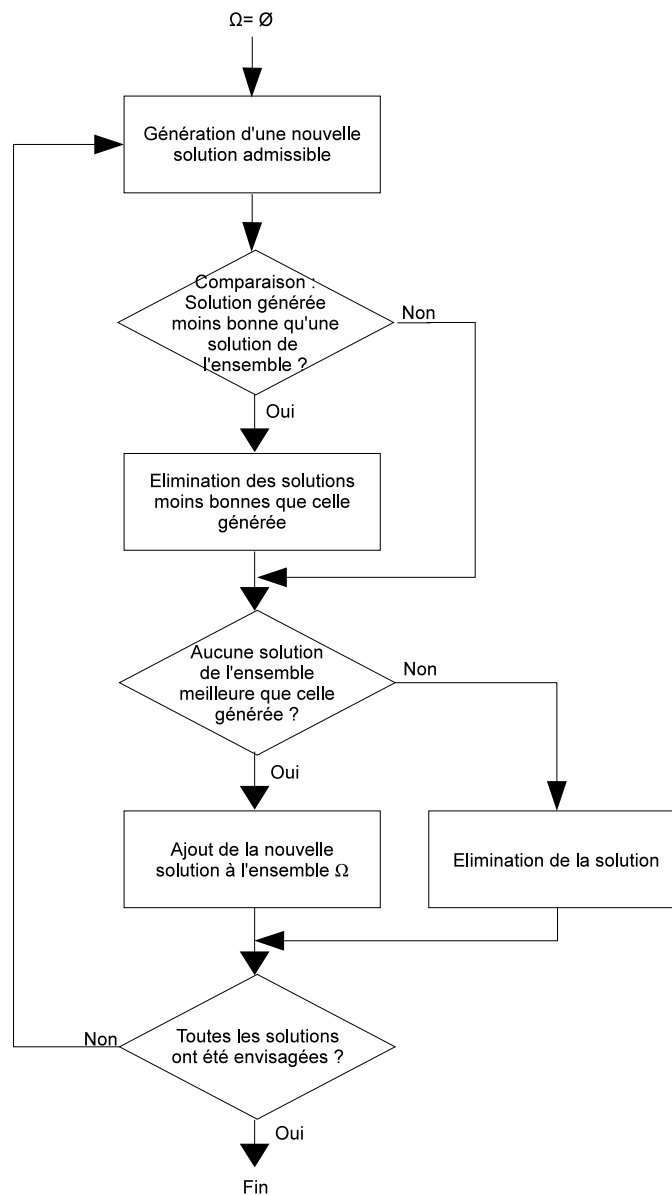 Ω= Ø
Génération d'une nouvelle
solution admissible
Comparaison :
Solution générée
moins bonne qu'une
solution de
l'ensemble ?
Non
Oui
Elimination des solutions
moins bonnes que celle
générée
Aucune solution
de l'ensemble
meilleure que celle
générée ?
Non
Oui
Ajout de la nouvelle
solution à l'ensemble Ω
Elimination de la solution
Toutes les solutions
ont été envisagées ?
Non
Oui
Fin